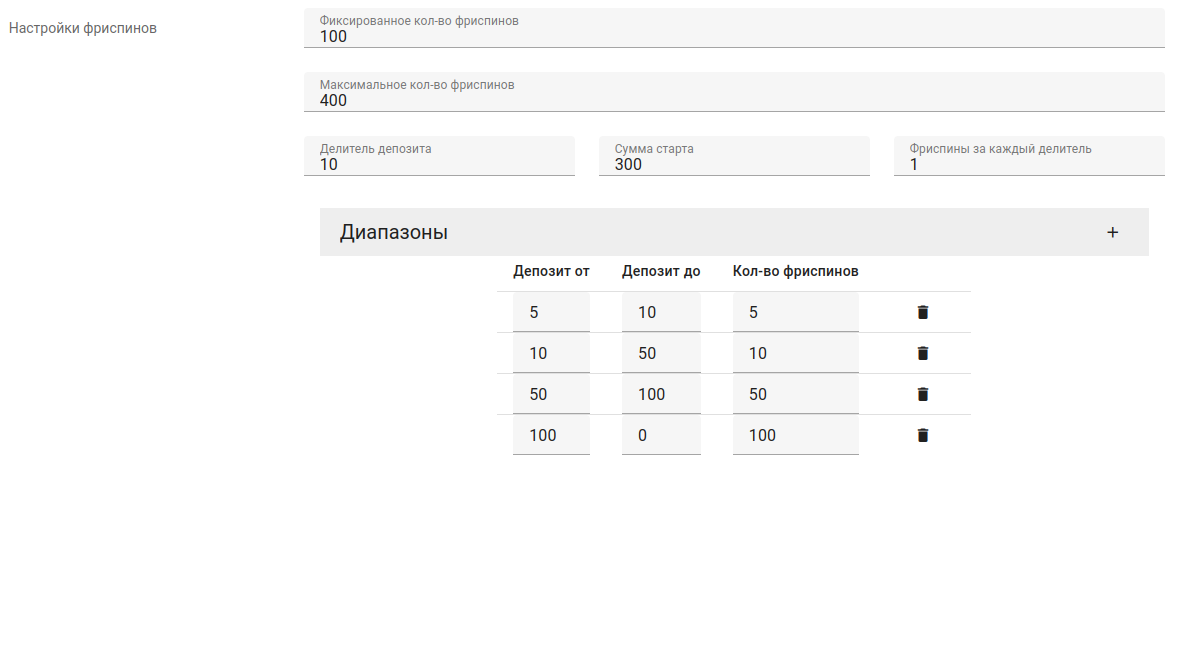 Настройки фриспинов
Фиксированное кол-во фриспинов
100
Максимальное кол-во фриспинов
400
Делитель депозита
10
Сумма старта
300
Фриспины за каждый делитель
1
Диапазоны +
Депозит от Депозит до Кол-во фриспинов
5 10 5
10 50 10
50 100 50
100 0 100